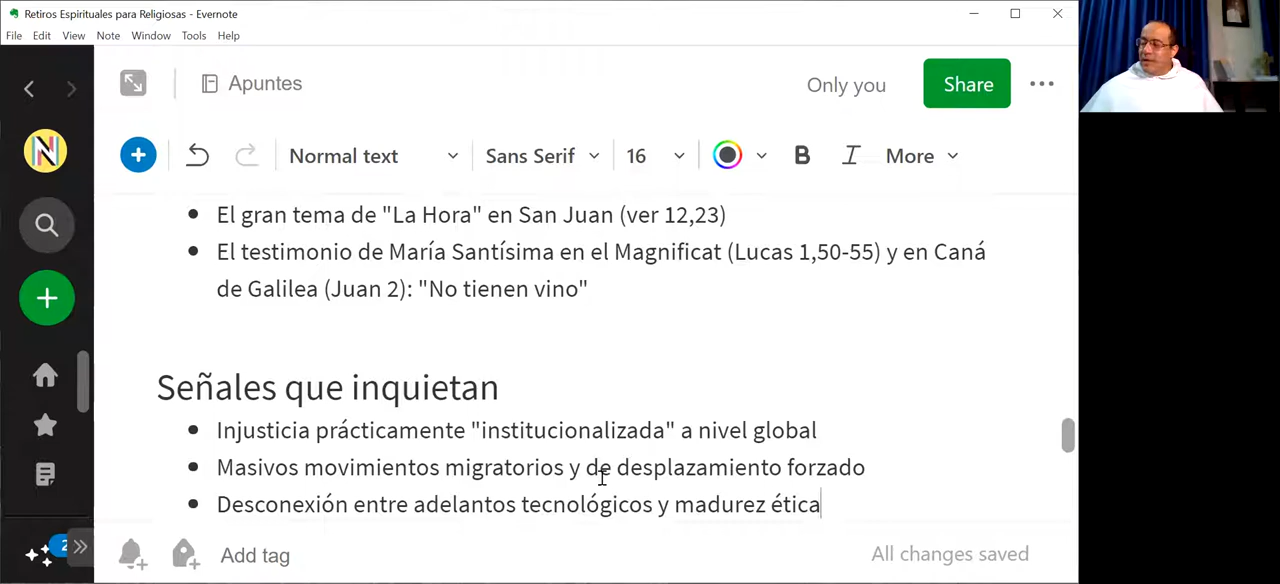 Retiros Espirituales para Religiosas - Evernote
File Edit View Note Window Tools Help
Apuntes
Only you
Share
Normal text
Sans Serif
16
B
I
More
El gran tema de "La Hora" en San Juan (ver 12,23)
El testimonio de María Santísima en el Magnificat (Lucas 1,50-55) y en Caná
de Galilea (Juan 2): "No tienen vino"
Señales que inquietan
Injusticia prácticamente "institucionalizada" a nivel global
Masivos movimientos migratorios y de desplazamiento forzado
Desconexión entre adelantos tecnológicos y madurez ética
2
Add tag
All changes saved